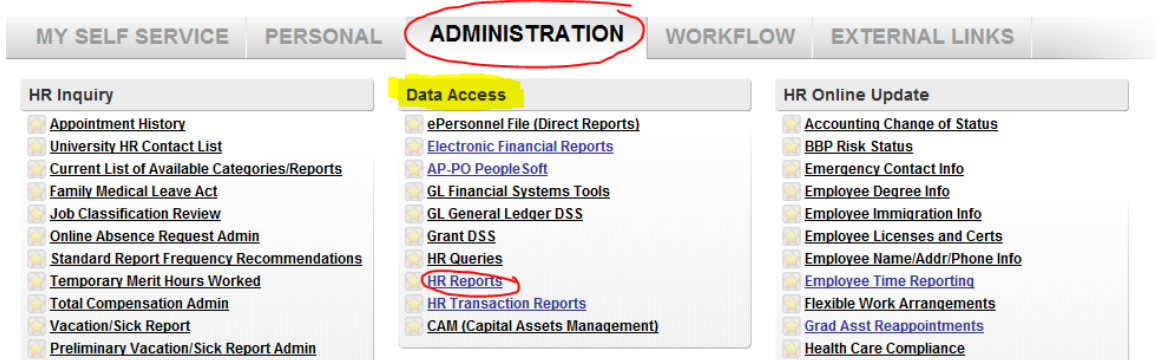 MY SELF SERVICE PERSONAL ADMINISTRATION WORKFLOW EXTERNAL LINKS
HR Inquiry
Appointment History
University HR Contact List
Current List of Available Categories/Reports
Family Medical Leave Act
Job Classification Review
Online Absence Request Admin
Standard Report Frequency Recommendations
Temporary Merit Hours Worked
Total Compensation Admin
Vacation/Sick Report
Preliminary Vacation/Sick Report Admin
Data Access
ePersonnel File (Direct Reports)
Electronic Financial Reports
AP-PO PeopleSoft
GL Financial Systems Tools
GL General Ledger DSS
Grant DSS
HR Queries
HR Reports
HR Transaction Reports
CAM (Capital Assets Management)
HR Online Update
Accounting Change of Status
BBP Risk Status
Emergency Contact Info
Employee Degree Info
Employee Immigration Info
Employee Licenses and Certs
Employee Name/Addr/Phone Info
Employee Time Reporting
Flexible Work Arrangements
Grad Asst Reappointments
Health Care Compliance